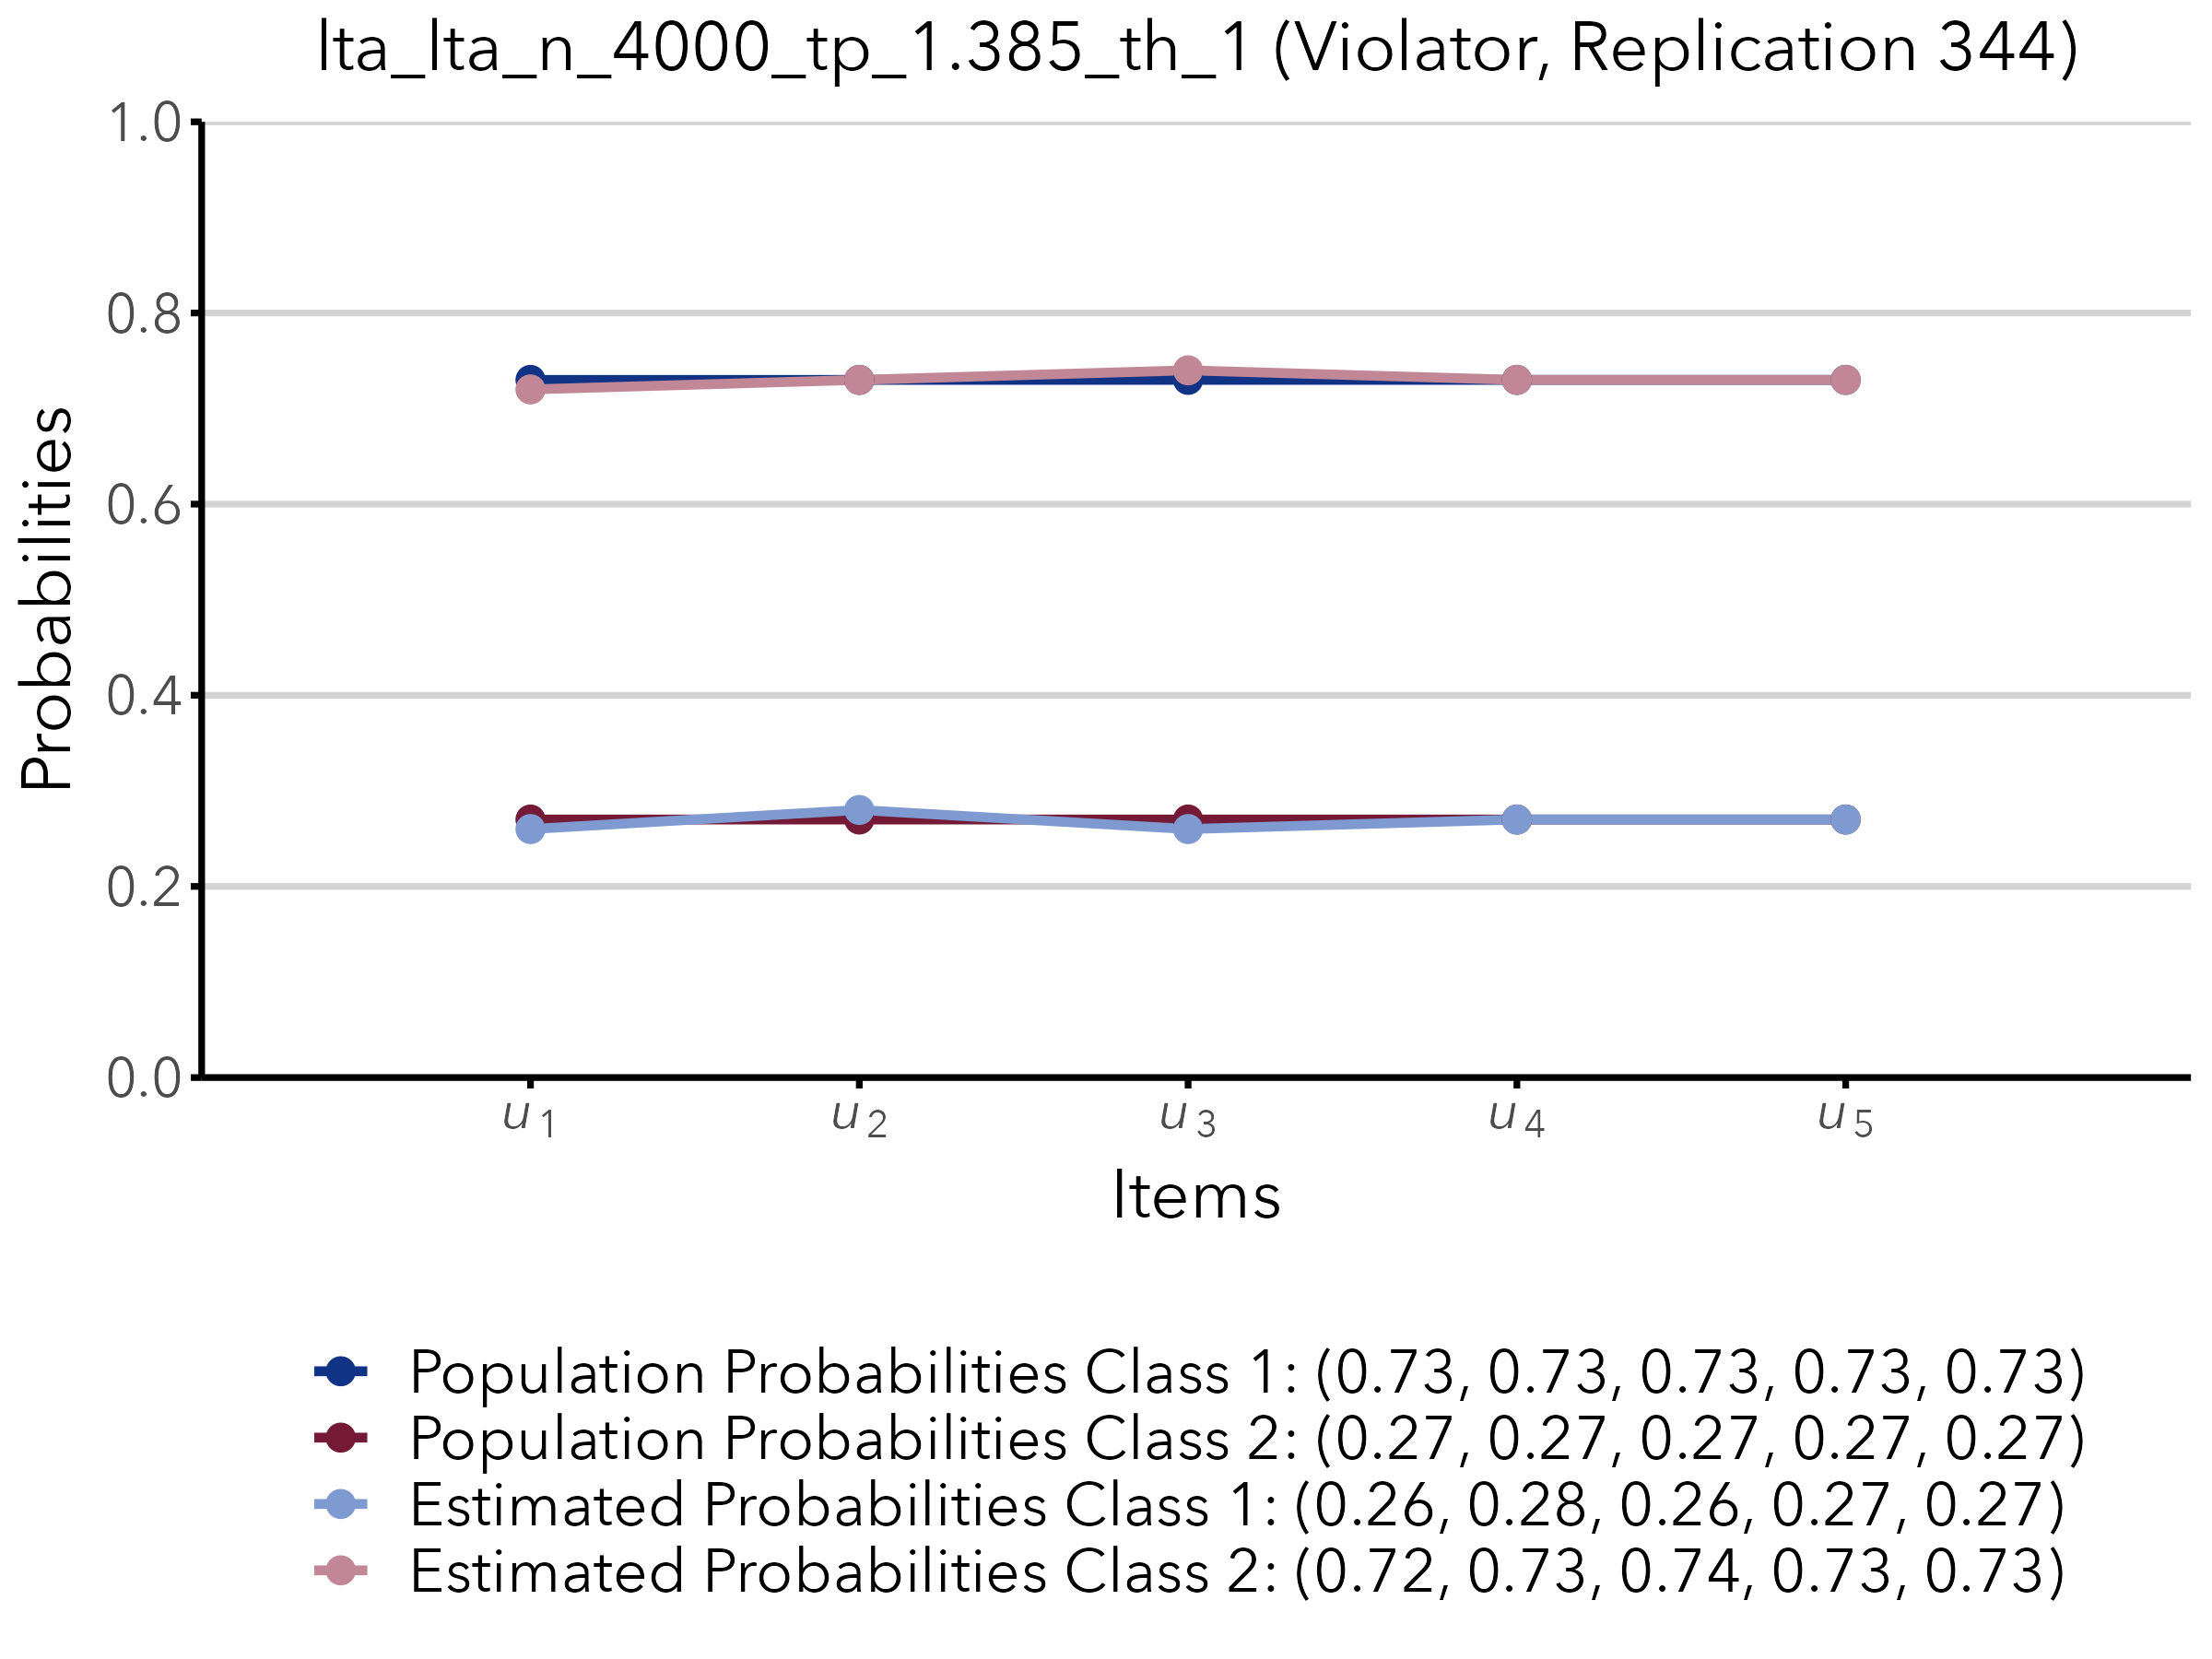 lta_lta_n_4000_tp_1.385_th_1 (Violator, Replication 344)
1.0
0.8
0.6
0.4
0.2
0.0
Probabilities
u1 u2 u3 u4 u5
Items
Population Probabilities Class 1: (0.73, 0.73, 0.73, 0.73, 0.73)
Population Probabilities Class 2: (0.27, 0.27, 0.27, 0.27, 0.27)
Estimated Probabilities Class 1: (0.26, 0.28, 0.26, 0.27, 0.27)
Estimated Probabilities Class 2: (0.72, 0.73, 0.74, 0.73, 0.73)